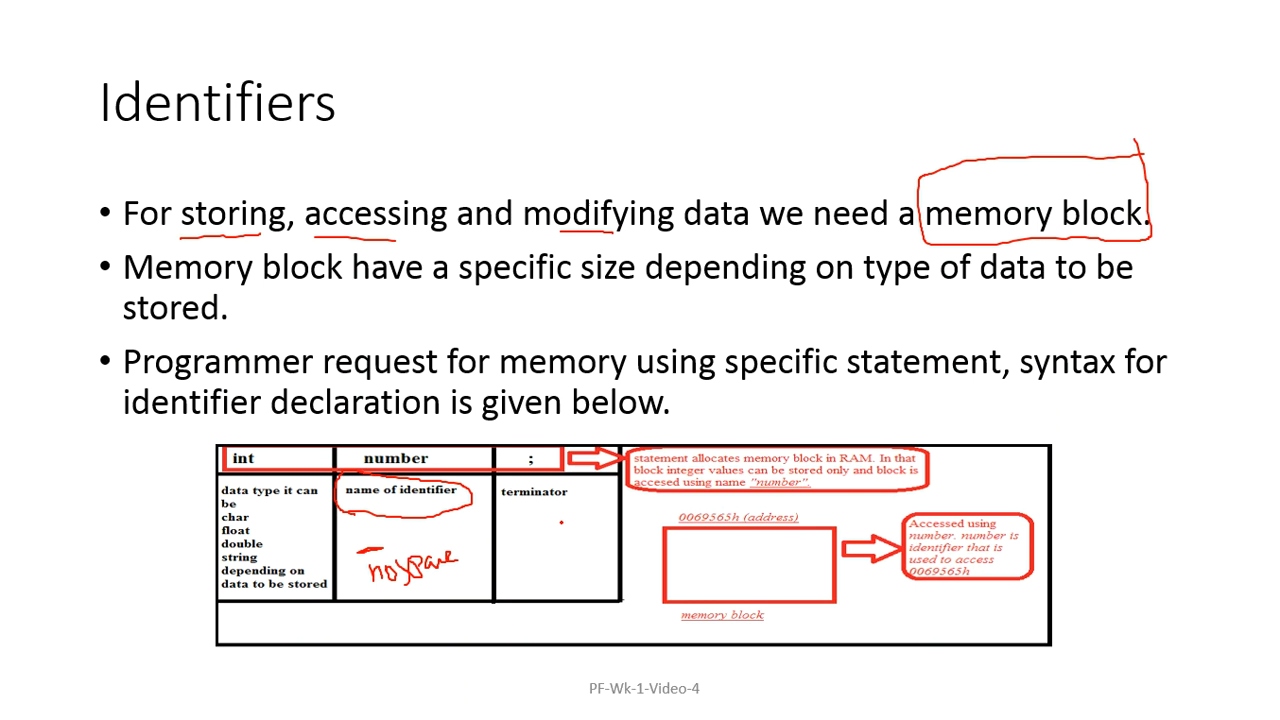 Identifiers
• For storing, accessing and modifying data we need a memory block.
• Memory block have a specific size depending on type of data to be
stored.
• Programmer request for memory using specific statement, syntax for
identifier declaration is given below.
int number ;
statement allocates memory block in RAM. In that
block integer values can be stored only and block is
accesed using name "number".
data type it can
be
char
float
double
string
depending on
data to be stored
name of identifier
no space
terminator
0069565h (address)
memory block
Accessed using
number. number is
identifier that is
used to access
0069565h
PF-Wk-1-Video-4